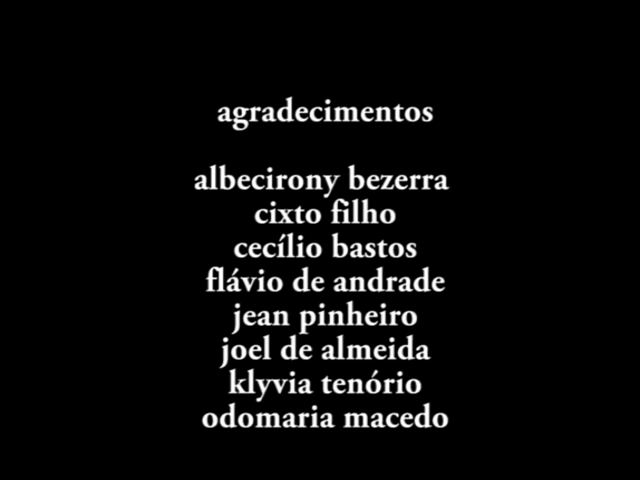 agradecimentos
albecirony bezerra
cixto filho
cecílio bastos
flávio de andrade
jean pinheiro
joel de almeida
klyvia tenório
odomaria macedo